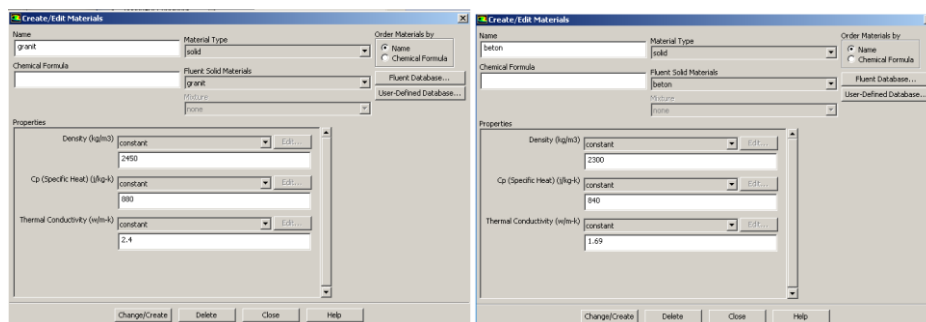 Create/Edit Materials
Name
granit
Material Type
solid
Order Materials by
Name
Chemical Formula
Chemical Formula
Fluent Solid Materials
granit
Fluent Database...
Mixture
none
User-Defined Database...
Properties
Density (kg/m3)
constant
Edit...
2450
Cp (Specific Heat) (j/kg-k)
constant
Edit...
880
Thermal Conductivity (w/m-k)
constant
Edit...
2.4
Change/Create
Delete
Close
Help
Create/Edit Materials
Name
beton
Material Type
solid
Order Materials by
Name
Chemical Formula
Chemical Formula
Fluent Solid Materials
beton
Fluent Database...
Mixture
none
User-Defined Database...
Properties
Density (kg/m3)
constant
Edit...
2300
Cp (Specific Heat) (j/kg-k)
constant
Edit...
840
Thermal Conductivity (w/m-k)
constant
Edit...
1.69
Change/Create
Delete
Close
Help